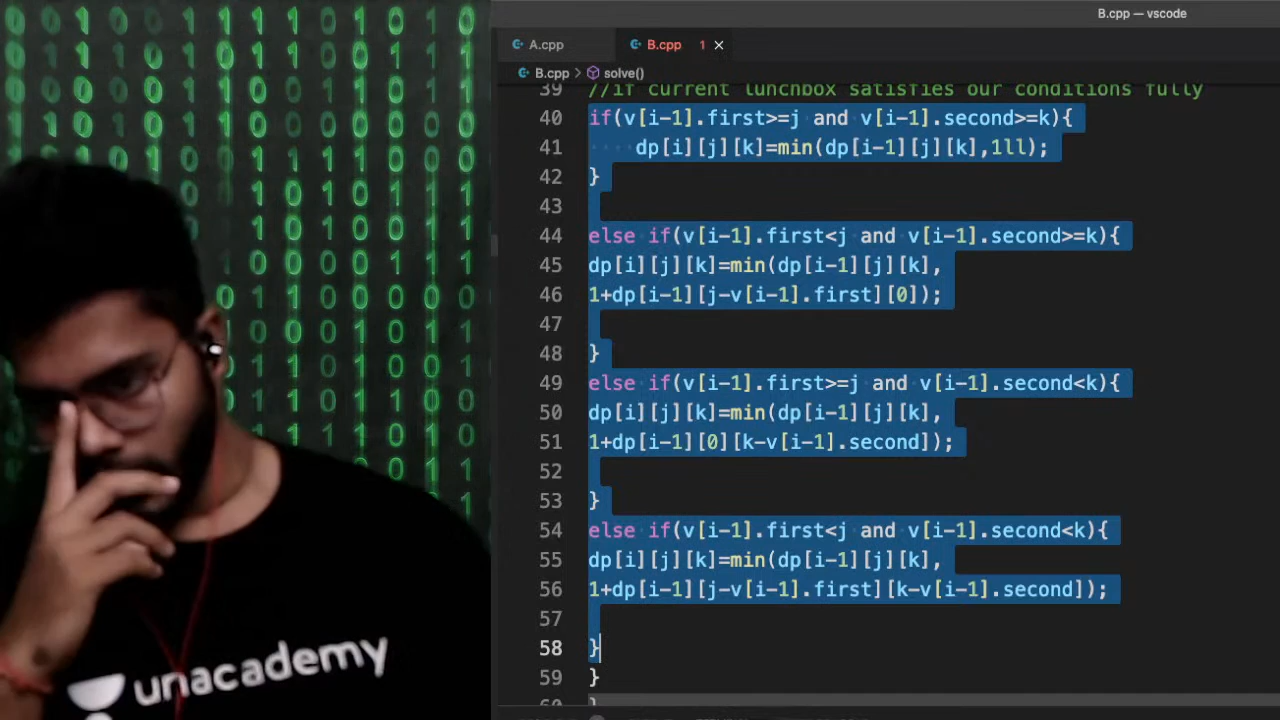 B.cpp — vscode
A.cpp
B.cpp 1
B.cpp > solve()
39 //if current lunchbox satisfies our conditions fully
40 if(v[i-1].first>=j and v[i-1].second>=k){
41 dp[i][j][k]=min(dp[i-1][j][k],1ll);
42 }
43
44 else if(v[i-1].first<j and v[i-1].second>=k){
45 dp[i][j][k]=min(dp[i-1][j][k],
46 1+dp[i-1][j-v[i-1].first][0]);
47
48 }
49 else if(v[i-1].first>=j and v[i-1].second<k){
50 dp[i][j][k]=min(dp[i-1][j][k],
51 1+dp[i-1][0][k-v[i-1].second]);
52
53 }
54 else if(v[i-1].first<j and v[i-1].second<k){
55 dp[i][j][k]=min(dp[i-1][j][k],
56 1+dp[i-1][j-v[i-1].first][k-v[i-1].second]);
57
58 }
59 }
60 }
unacademy